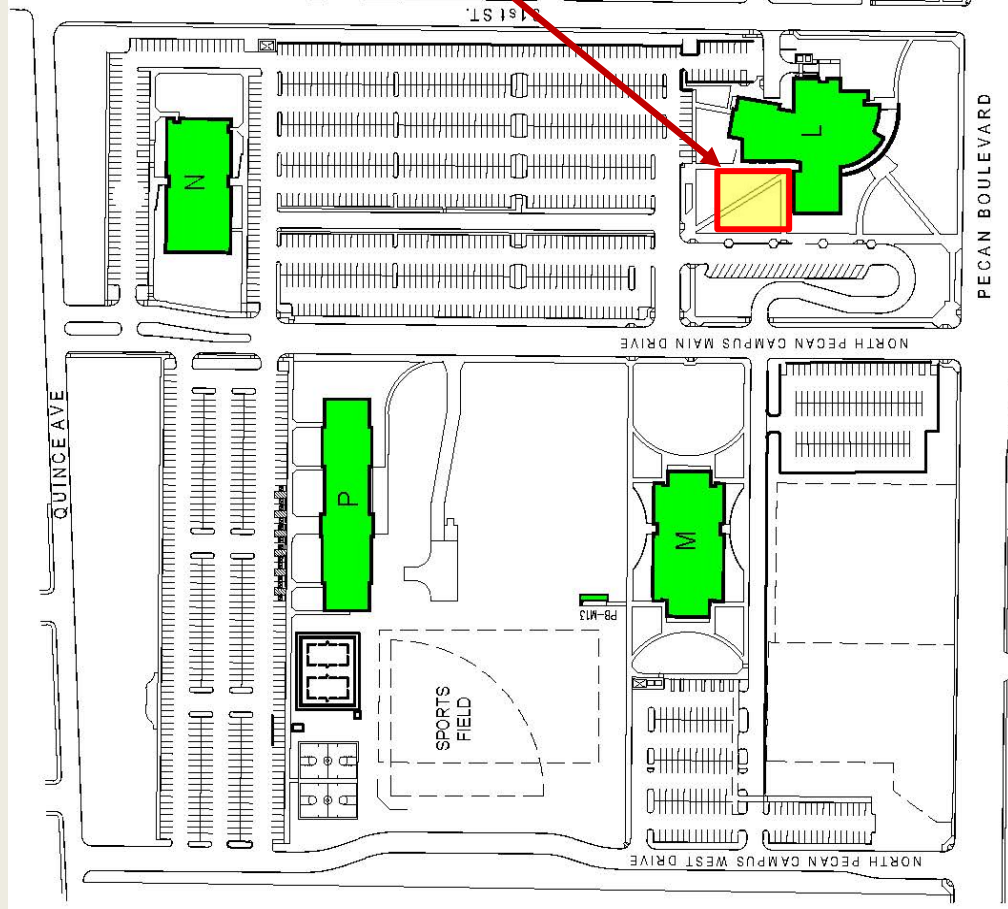 31st ST.
L
N
PECAN BOULEVARD
NORTH PECAN CAMPUS MAIN DRIVE
QUINCE AVE
P
M
PB-M13
SPORTS
FIELD
NORTH PECAN CAMPUS WEST DRIVE